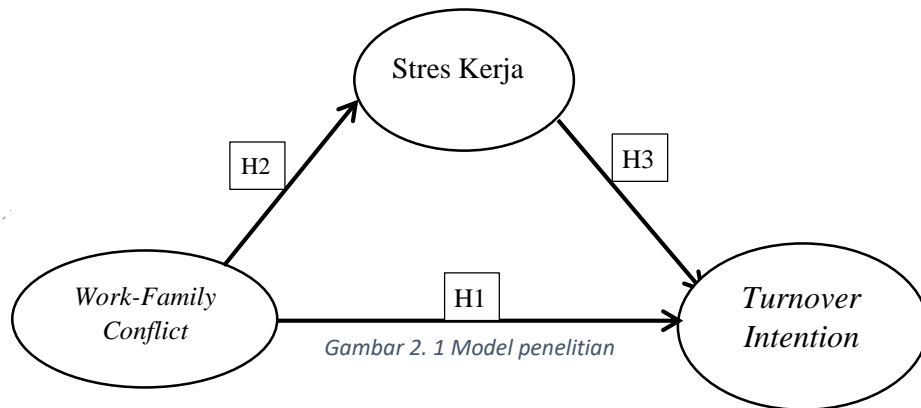 Stres Kerja
H2
H3
Work-Family
Conflict
H1
Turnover
Intention
Gambar 2. 1 Model penelitian